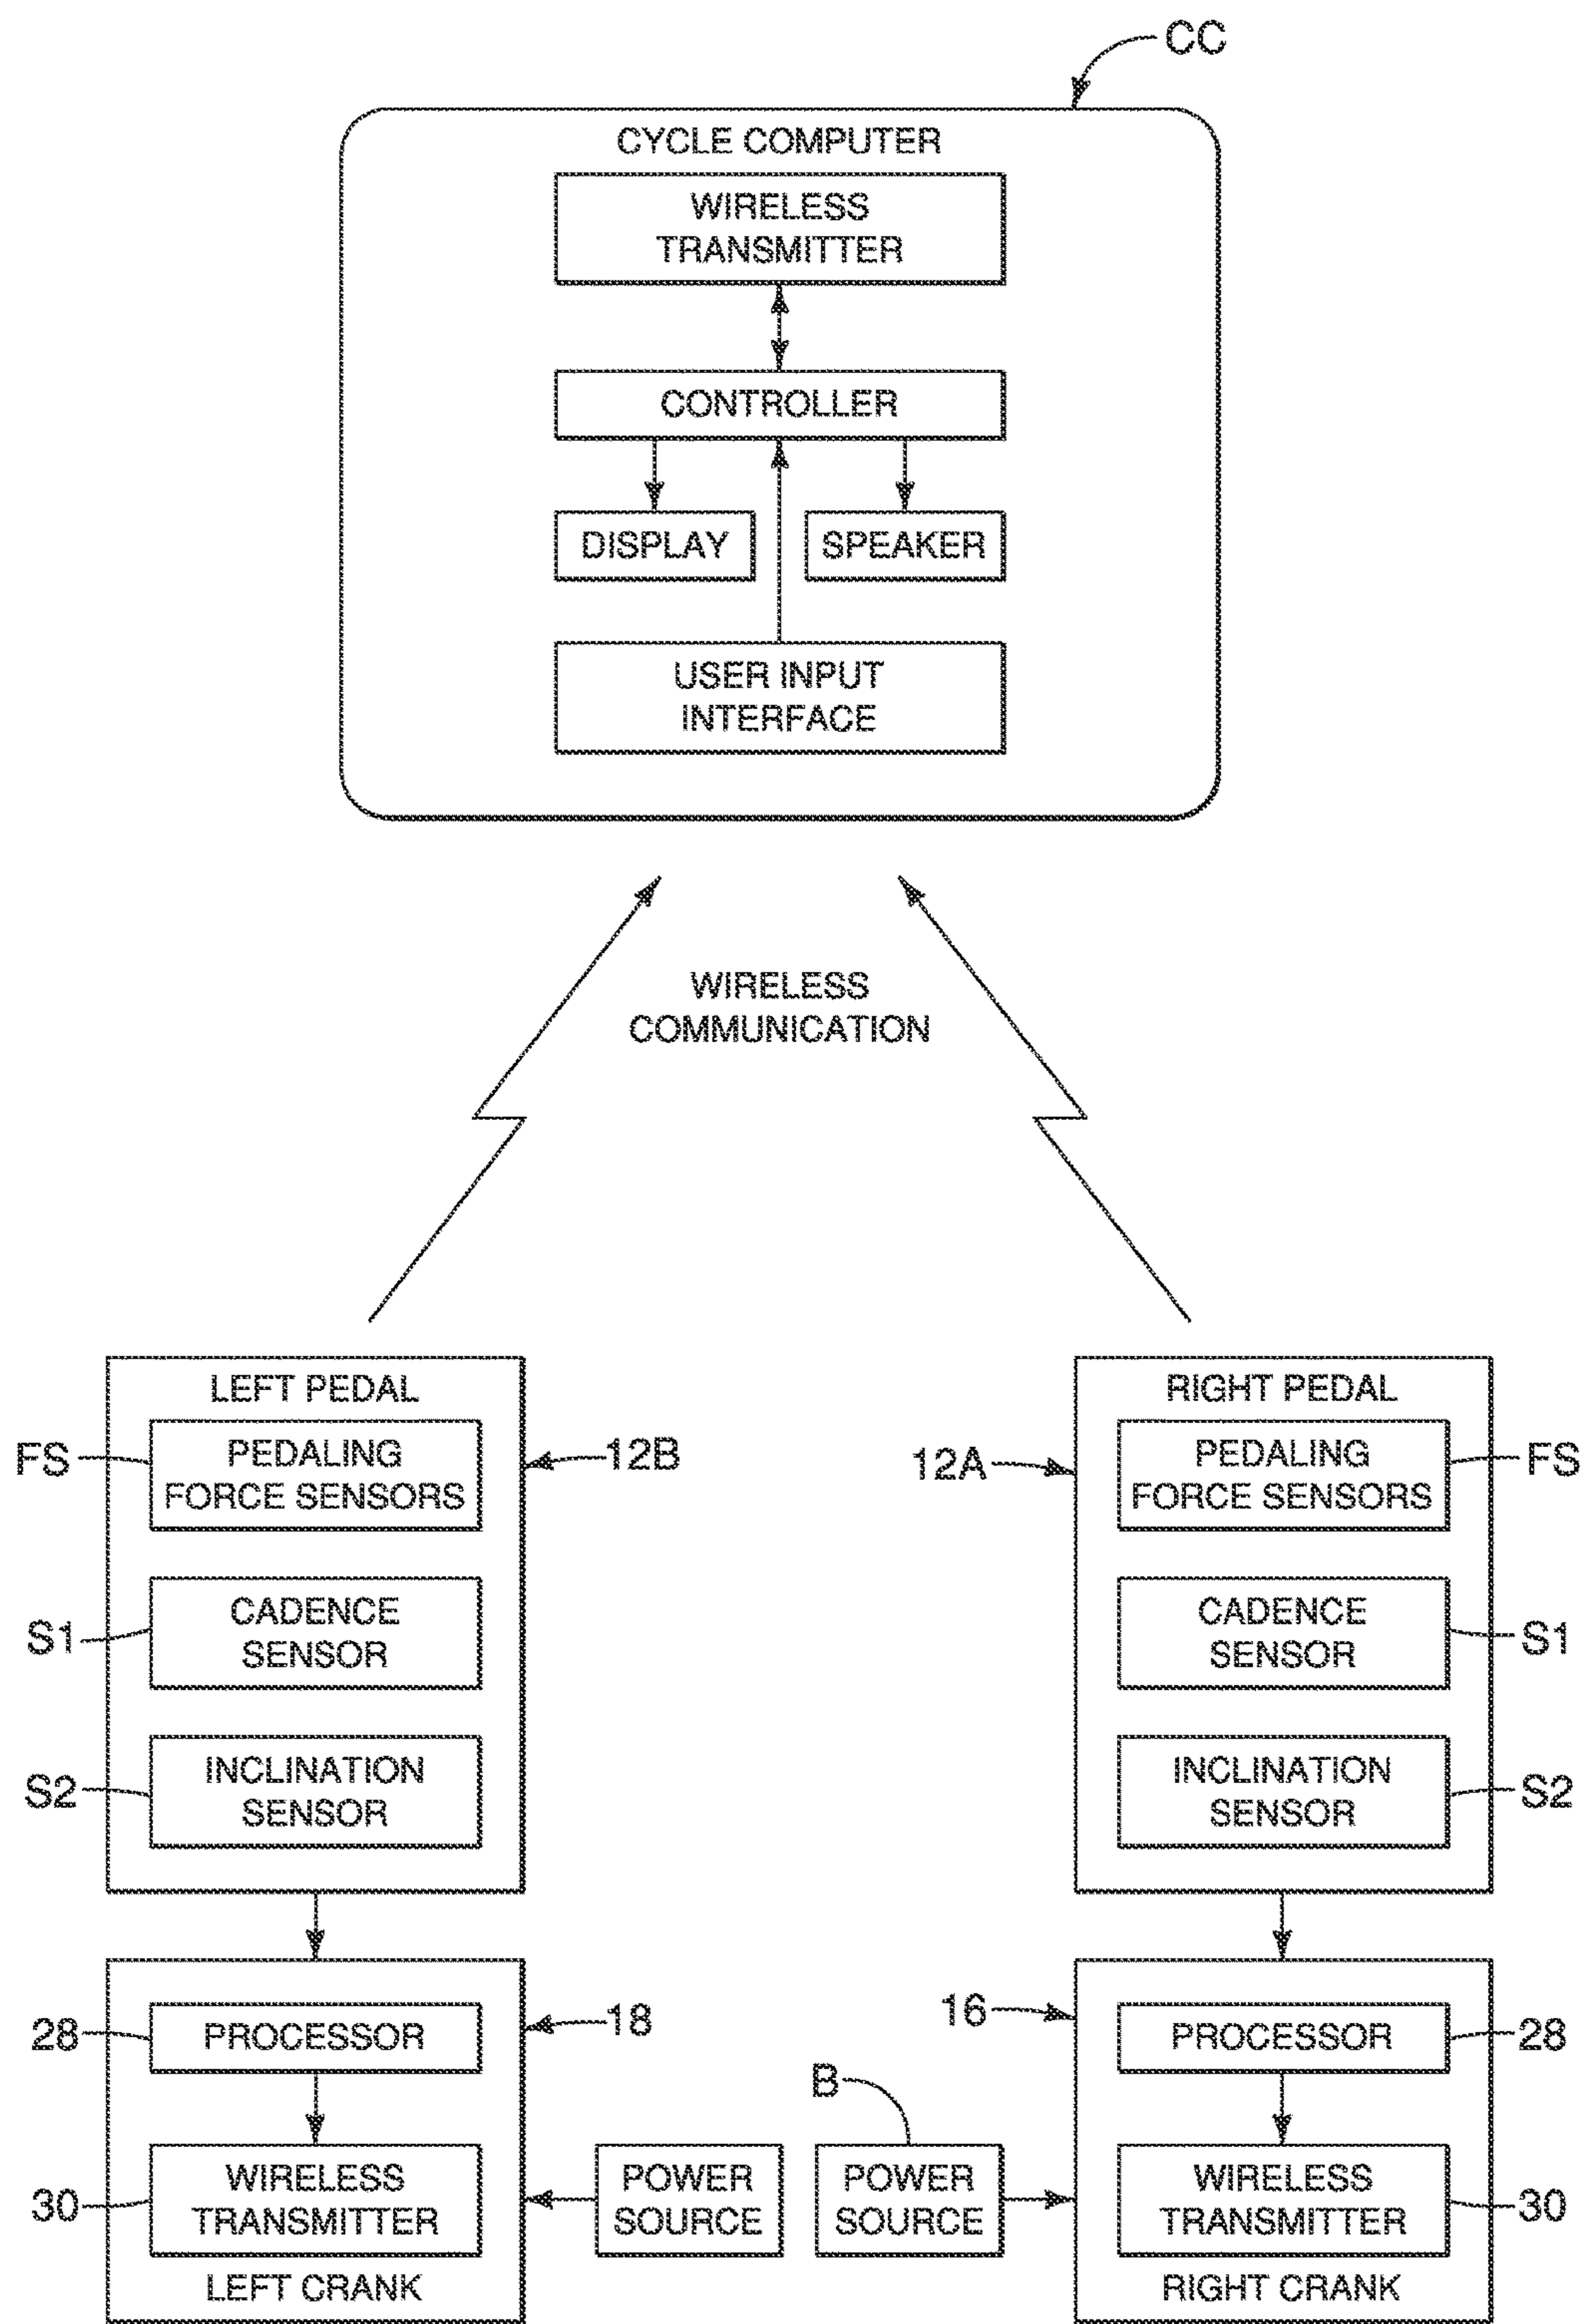 CC
CYCLE COMPUTER
WIRELESS
TRANSMITTER
CONTROLLER
DISPLAY
SPEAKER
USER INPUT
INTERFACE
WIRELESS
COMMUNICATION
LEFT PEDAL
FS
PEDALING
FORCE SENSORS
12B
S1
CADENCE
SENSOR
S2
INCLINATION
SENSOR
RIGHT PEDAL
12A
PEDALING
FORCE SENSORS
FS
CADENCE
SENSOR
S1
INCLINATION
SENSOR
S2
28
PROCESSOR
18
30
WIRELESS
TRANSMITTER
LEFT CRANK
POWER
SOURCE
B
POWER
SOURCE
16
PROCESSOR
28
WIRELESS
TRANSMITTER
30
RIGHT CRANK